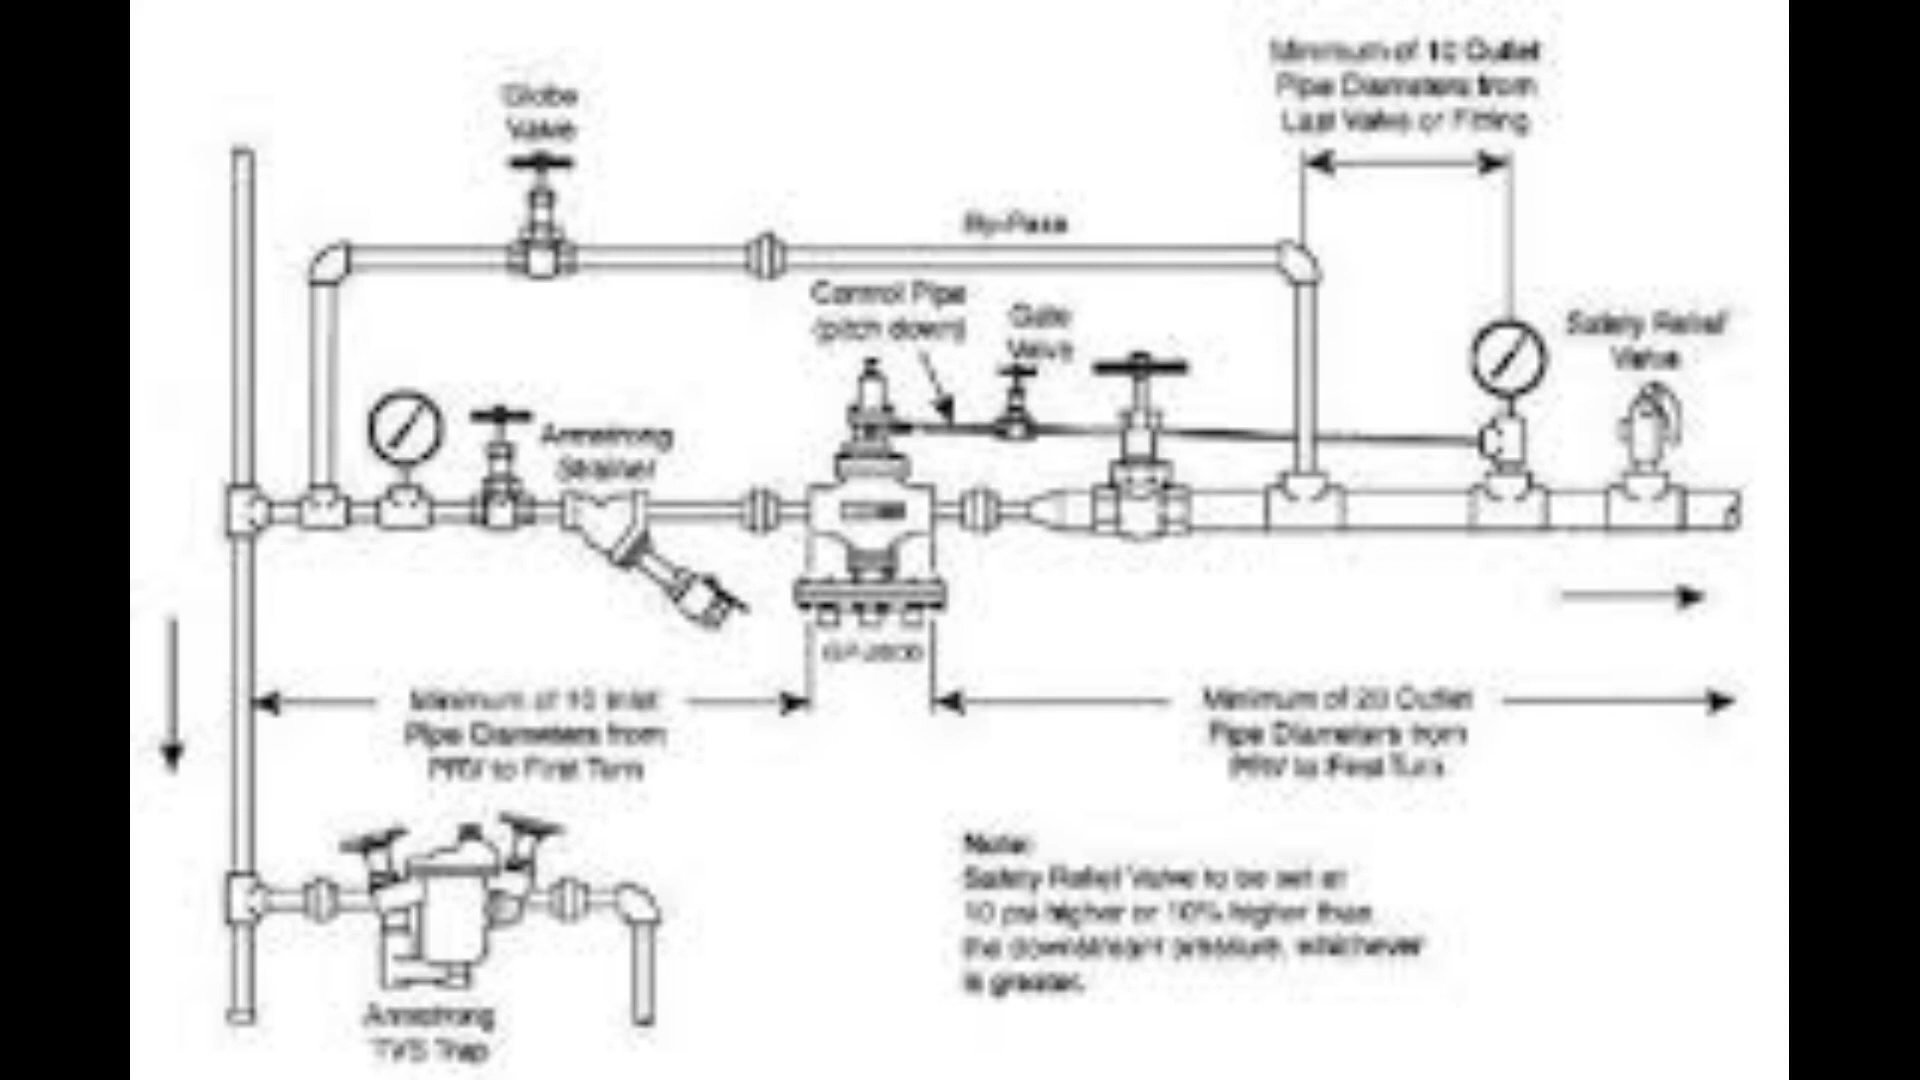 Minimum of 10 Outlet
Pipe Diameters from
Last Valve or Fitting
Globe
Valve
By-Pass
Control Pipe
(pitch down)
Gate
Valve
Safety Relief
Valve
Armstrong
Strainer
Minimum of 10 Inlet
Pipe Diameters from
PRV to First Turn
Minimum of 20 Outlet
Pipe Diameters from
PRV to First Turn
Note:
Safety Relief Valve to be set at
10 psi higher or 10% higher than
the downstream pressure, whichever
is greater.
Armstrong
TVS Trap